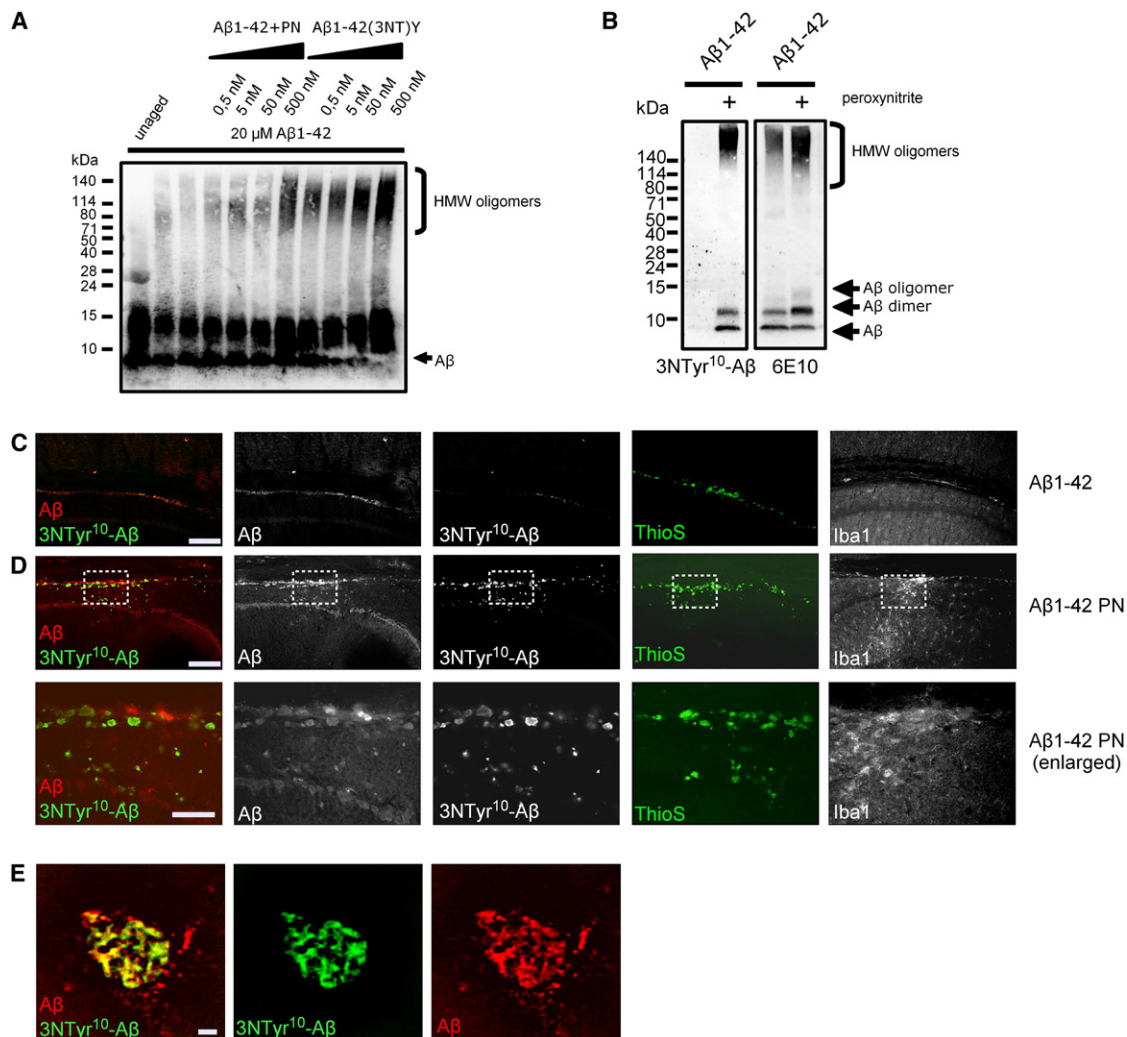 A
Aβ1-42+PN Aβ1-42(3NT)Y
unaged 0,5 nM 5 nM 50 nM 500 nM 0,5 nM 5 nM 50 nM 500 nM
20 µM Aβ1-42
kDa
140
114
80
71
50
40
28
24
15
10
HMW oligomers
Aβ
B
Aβ1-42 Aβ1-42
+ + peroxynitrite
kDa
140
114
80
71
50
40
28
24
15
10
HMW oligomers
Aβ oligomer
Aβ dimer
Aβ
3NTyr¹⁰-Aβ 6E10
C
Aβ
3NTyr¹⁰-Aβ
Aβ
3NTyr¹⁰-Aβ
ThioS
Iba1
Aβ1-42
D
Aβ
3NTyr¹⁰-Aβ
Aβ
3NTyr¹⁰-Aβ
ThioS
Iba1
Aβ1-42 PN
Aβ
3NTyr¹⁰-Aβ
Aβ
3NTyr¹⁰-Aβ
ThioS
Iba1
Aβ1-42 PN
(enlarged)
E
Aβ
3NTyr¹⁰-Aβ
3NTyr¹⁰-Aβ
Aβ